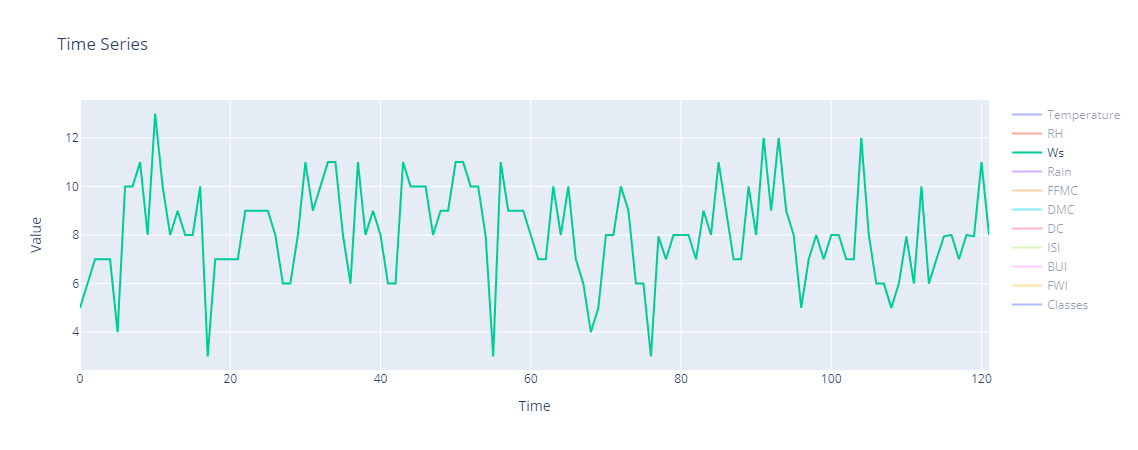 Time Series
Value
12
10
8
6
4
0 20 40 60 80 100 120
Time
Temperature
RH
Ws
Rain
FFMC
DMC
DC
ISI
BUI
FWI
Classes